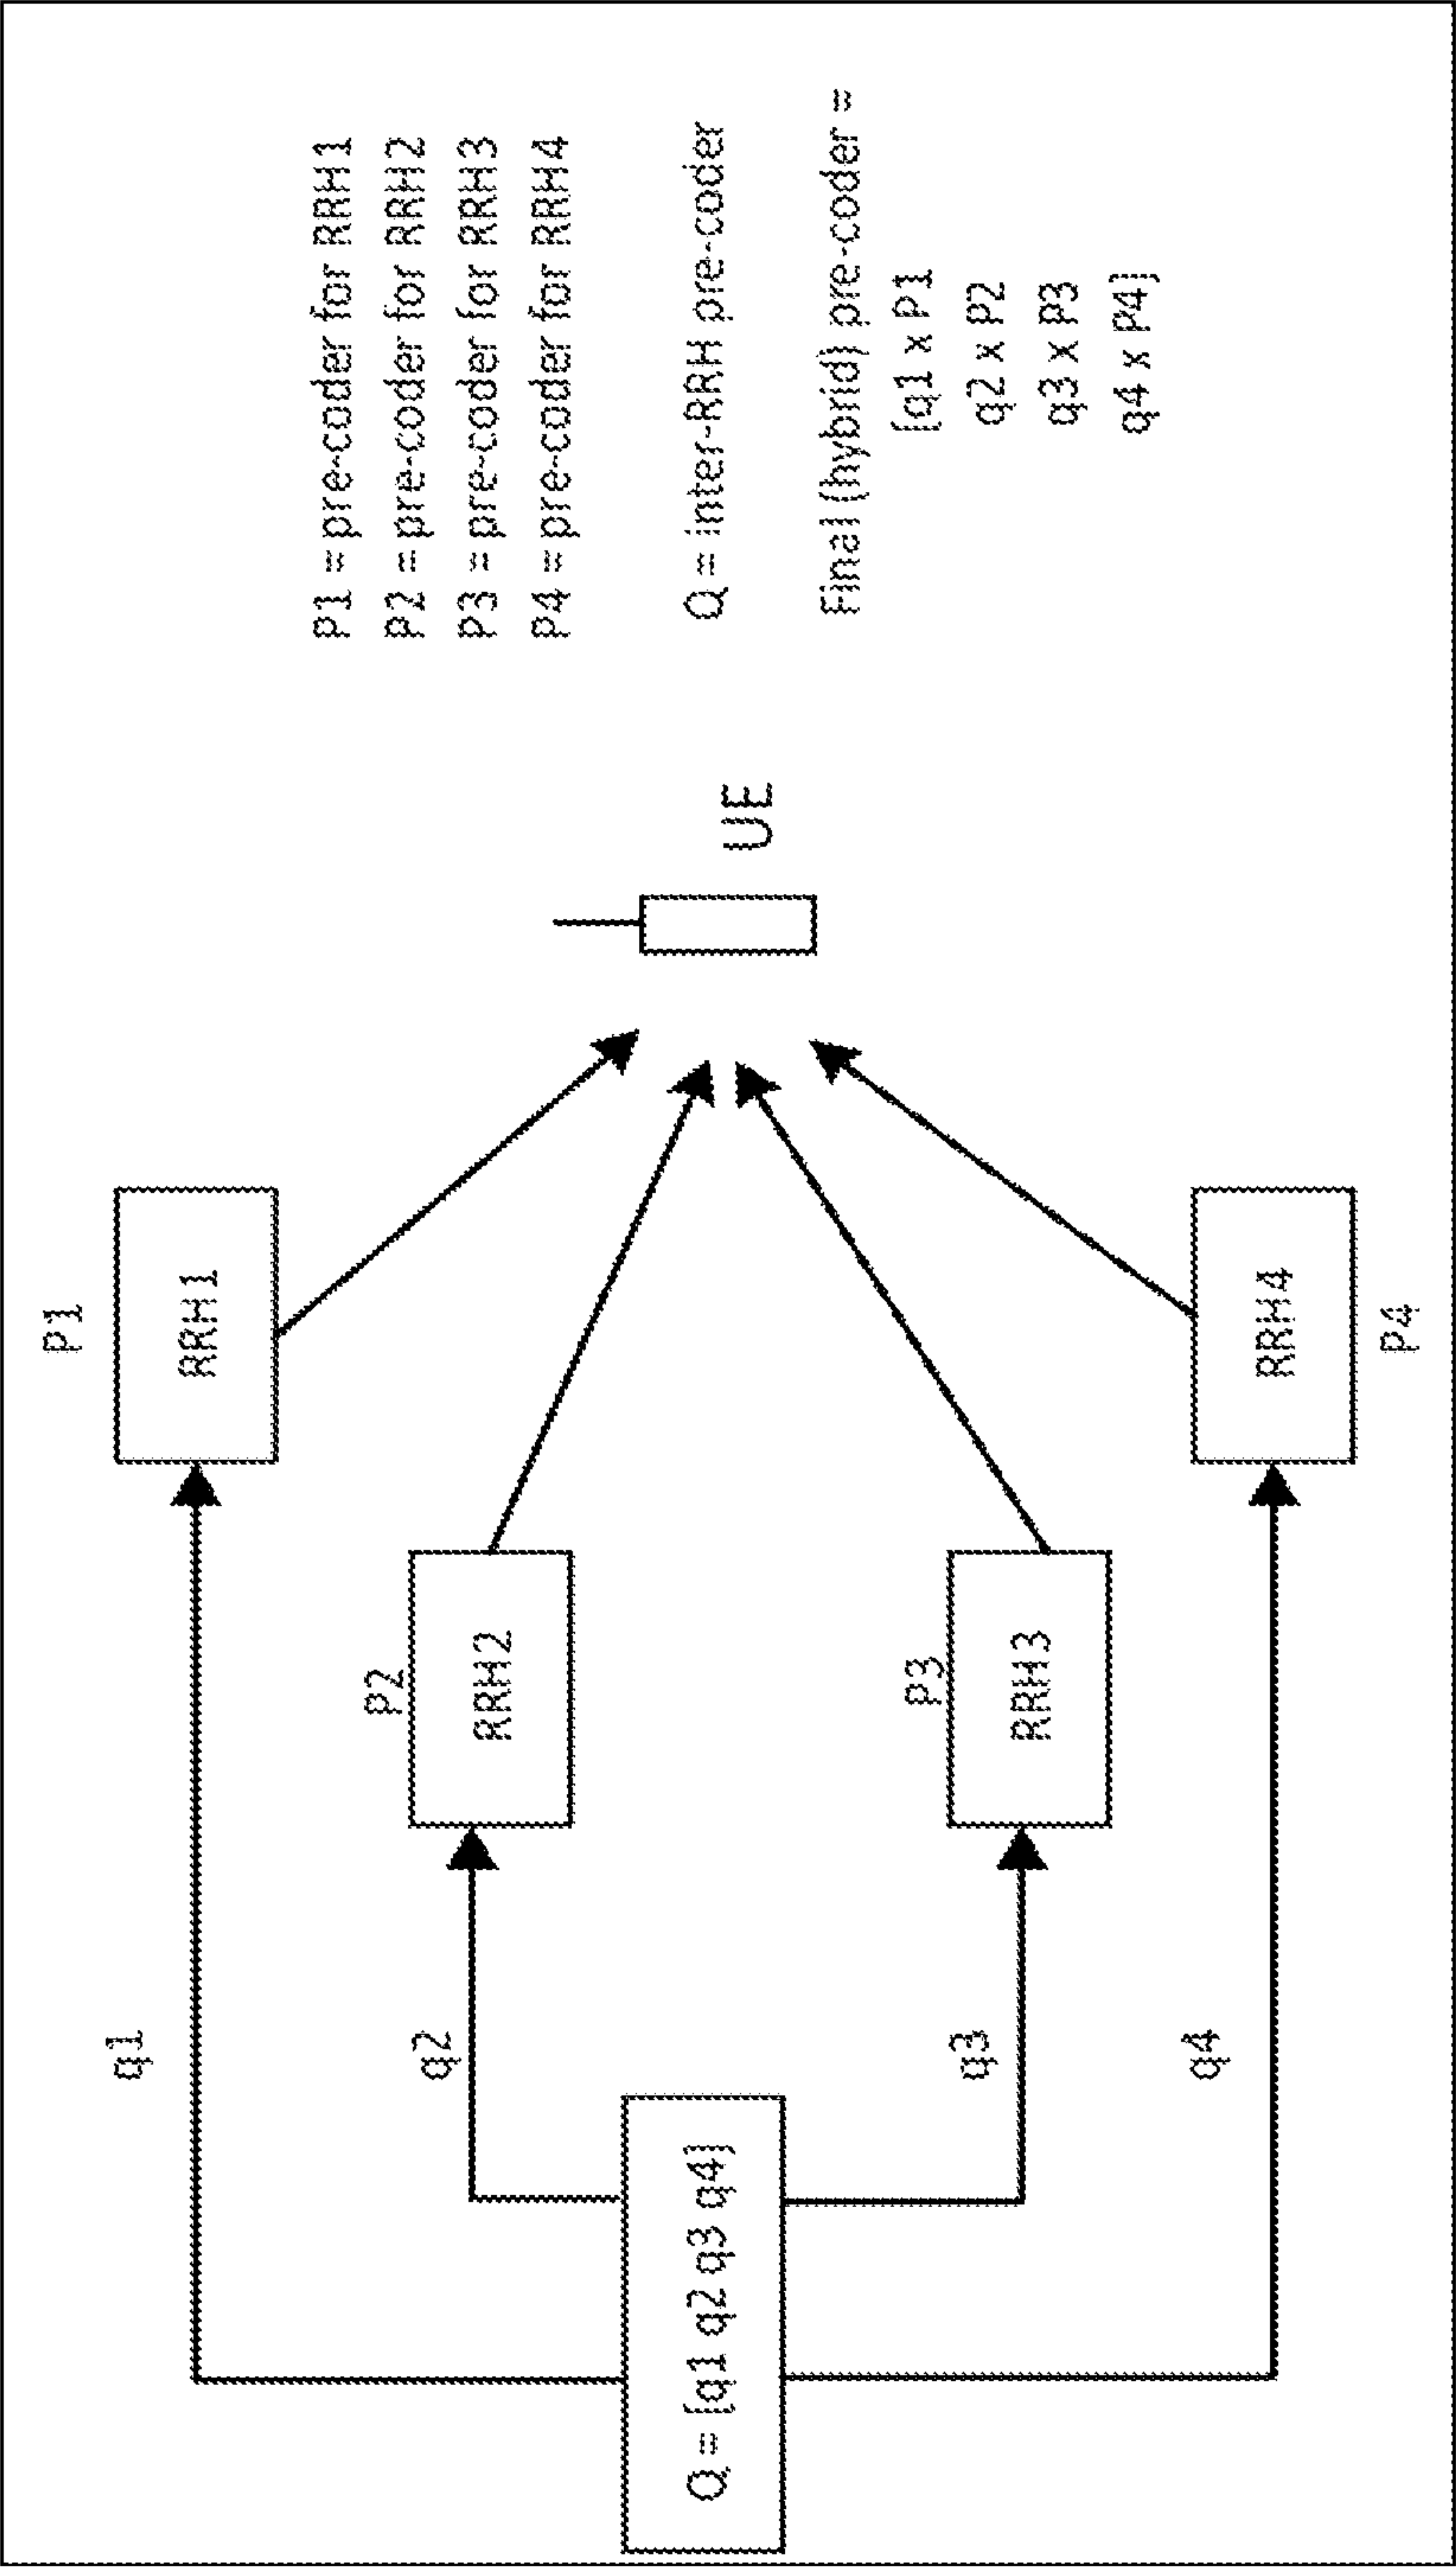 P1
RRH1
q1
P2
RRH2
q2
Q = [q1 q2 q3 q4]
UE
P3
RRH3
q3
q4
RRH4
P4
P1 = pre-coder for RRH1
P2 = pre-coder for RRH2
P3 = pre-coder for RRH3
P4 = pre-coder for RRH4
Q = inter-RRH pre-coder
Final (hybrid) pre-coder =
[q1 x P1
q2 x P2
q3 x P3
q4 x P4]